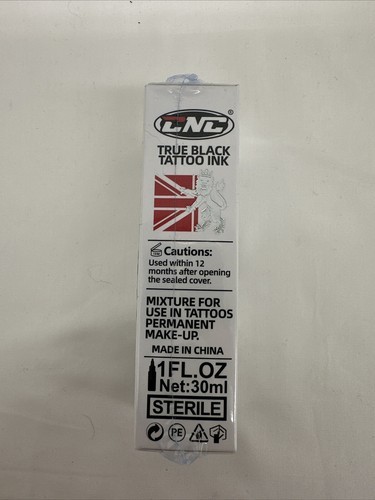 CNC®
TRUE BLACK
TATTOO INK
Cautions:
Used within 12
months after opening
the sealed cover.
MIXTURE FOR
USE IN TATTOOS
PERMANENT
MAKE-UP.
MADE IN CHINA
1FL.OZ
Net:30ml
STERILE
PE